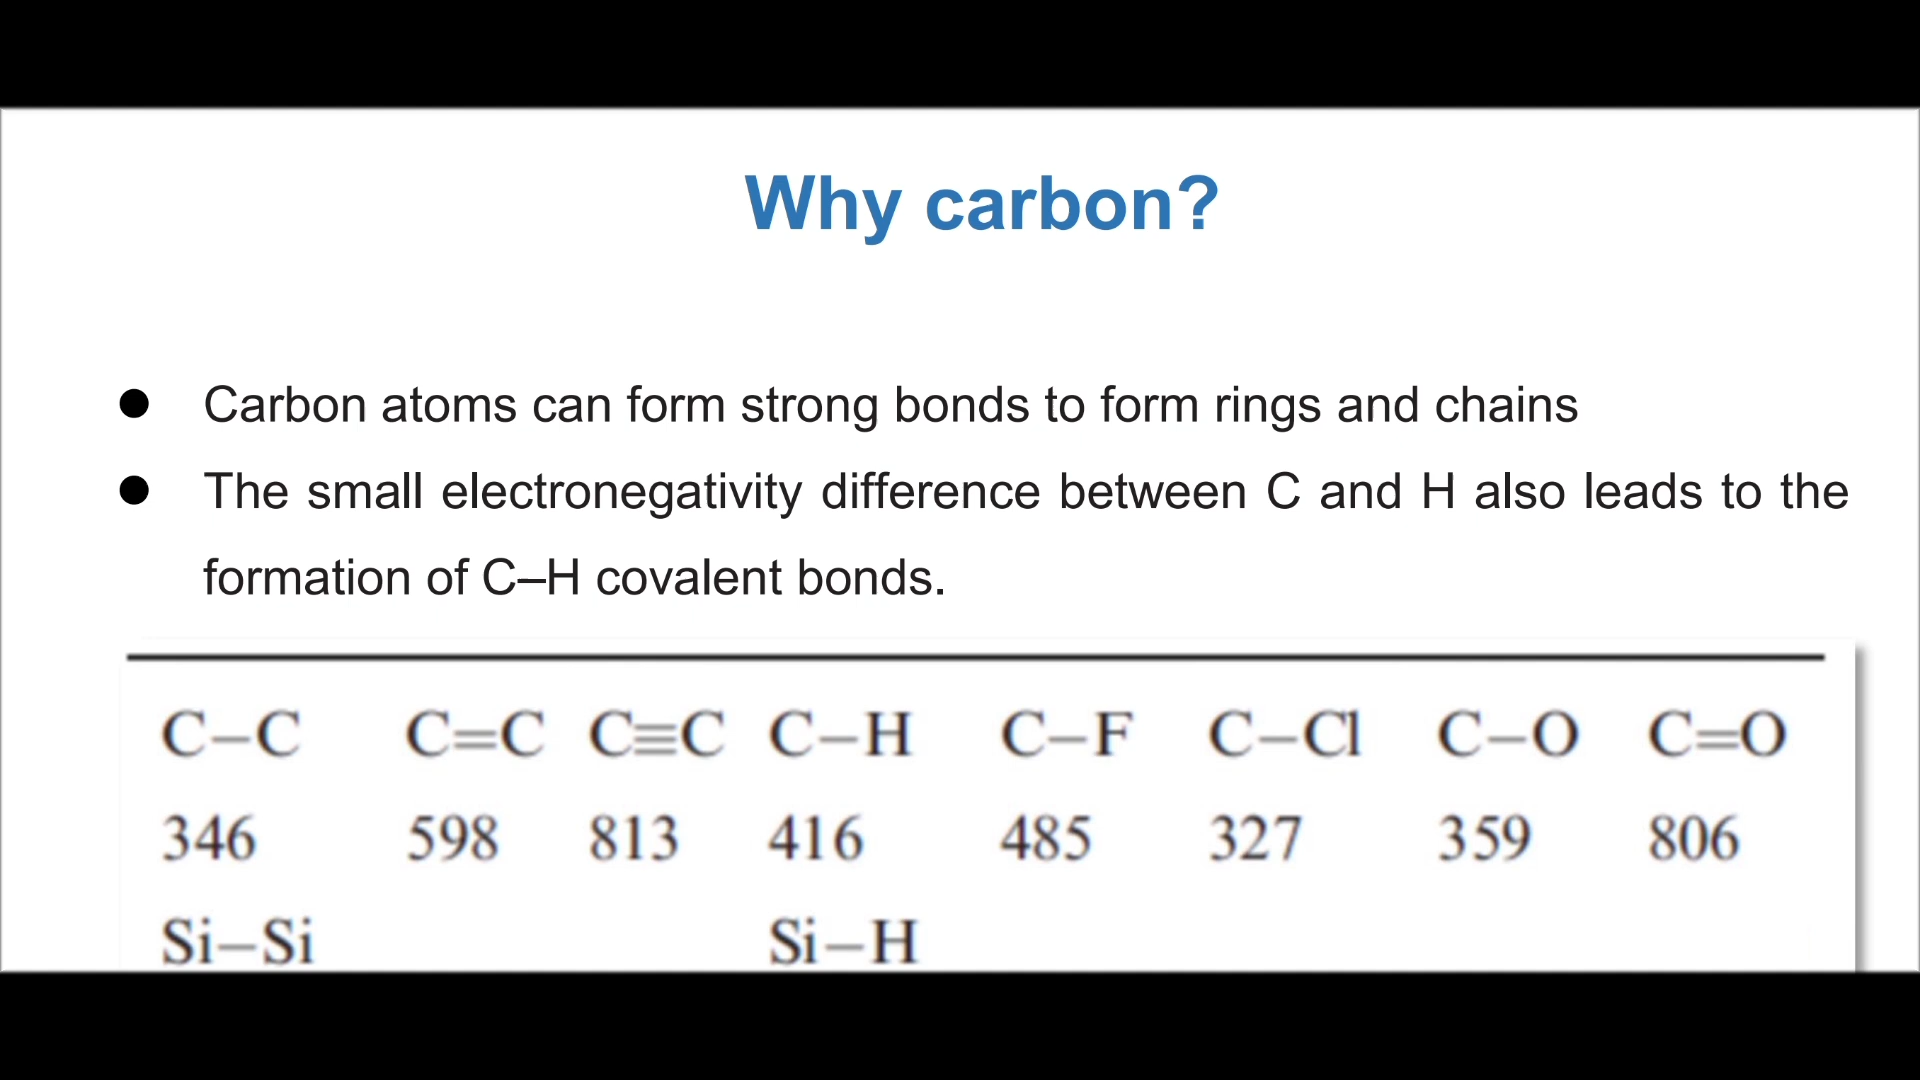 Why carbon?
● Carbon atoms can form strong bonds to form rings and chains
● The small electronegativity difference between C and H also leads to the
formation of C–H covalent bonds.
C–C C=C C≡C C–H C–F C–Cl C–O C=O
346 598 813 416 485 327 359 806
Si–Si Si–H